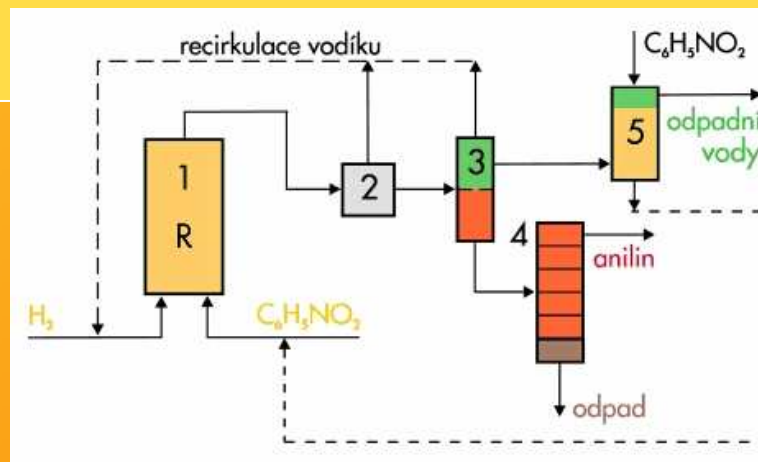 recirkulace vodíku
C₆H₅NO₂
1
R
2
3
5
odpadní
vody
4
anilin
H₂
C₆H₅NO₂
odpad